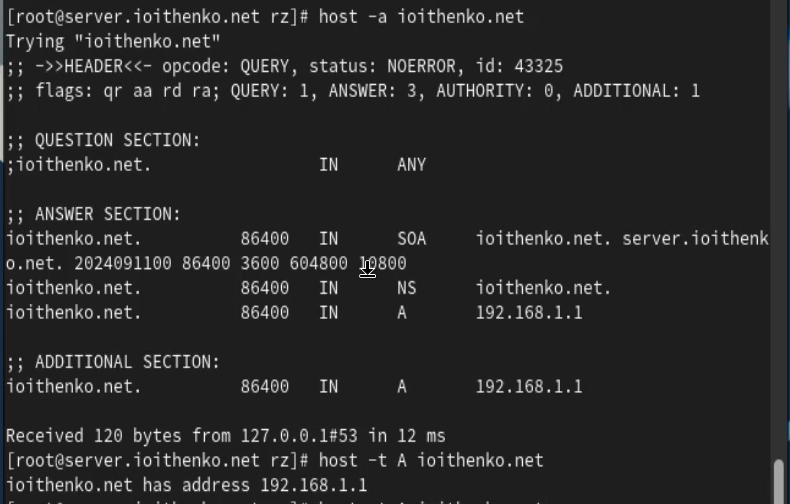 [root@server.ioithenko.net rz]# host -a ioithenko.net
Trying "ioithenko.net"
;; ->>HEADER<<- opcode: QUERY, status: NOERROR, id: 43325
;; flags: qr aa rd ra; QUERY: 1, ANSWER: 3, AUTHORITY: 0, ADDITIONAL: 1
;; QUESTION SECTION:
;ioithenko.net. IN ANY
;; ANSWER SECTION:
ioithenko.net. 86400 IN SOA ioithenko.net. server.ioithenk
o.net. 2024091100 86400 3600 604800 10800
ioithenko.net. 86400 IN NS ioithenko.net.
ioithenko.net. 86400 IN A 192.168.1.1
;; ADDITIONAL SECTION:
ioithenko.net. 86400 IN A 192.168.1.1
Received 120 bytes from 127.0.0.1#53 in 12 ms
[root@server.ioithenko.net rz]# host -t A ioithenko.net
ioithenko.net has address 192.168.1.1